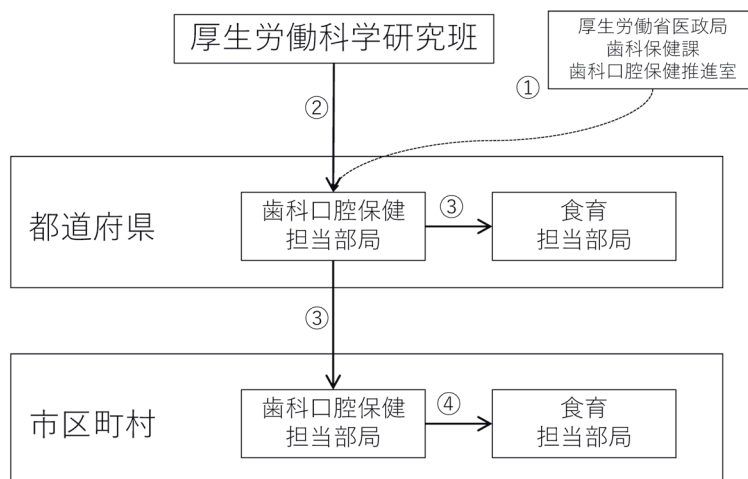 厚生労働科学研究班
厚生労働省医政局
歯科保健課
歯科口腔保健推進室
①
②
都道府県
歯科口腔保健
担当部局
③
食育
担当部局
③
市区町村
歯科口腔保健
担当部局
④
食育
担当部局